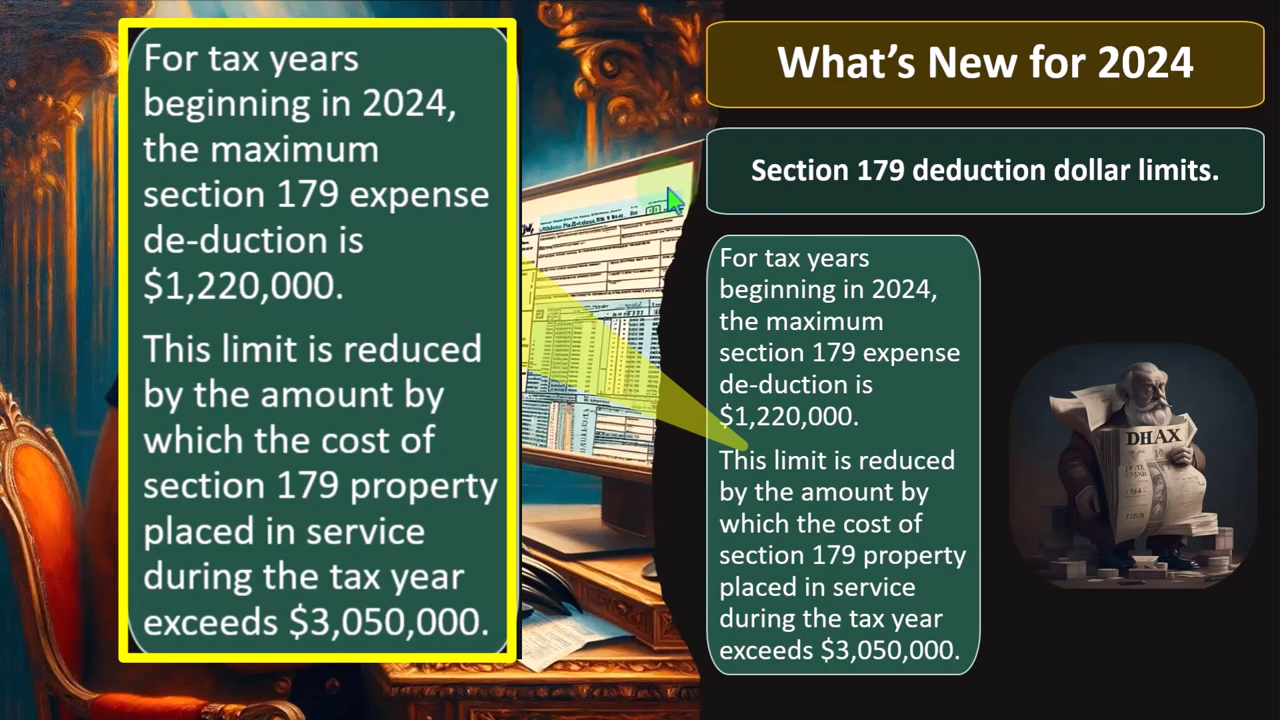 For tax years
beginning in 2024,
the maximum
section 179 expense
de-duction is
$1,220,000.
This limit is reduced
by the amount by
which the cost of
section 179 property
placed in service
during the tax year
exceeds $3,050,000.
What's New for 2024
Section 179 deduction dollar limits.
For tax years
beginning in 2024,
the maximum
section 179 expense
de-duction is
$1,220,000.
This limit is reduced
by the amount by
which the cost of
section 179 property
placed in service
during the tax year
exceeds $3,050,000.
DHAX